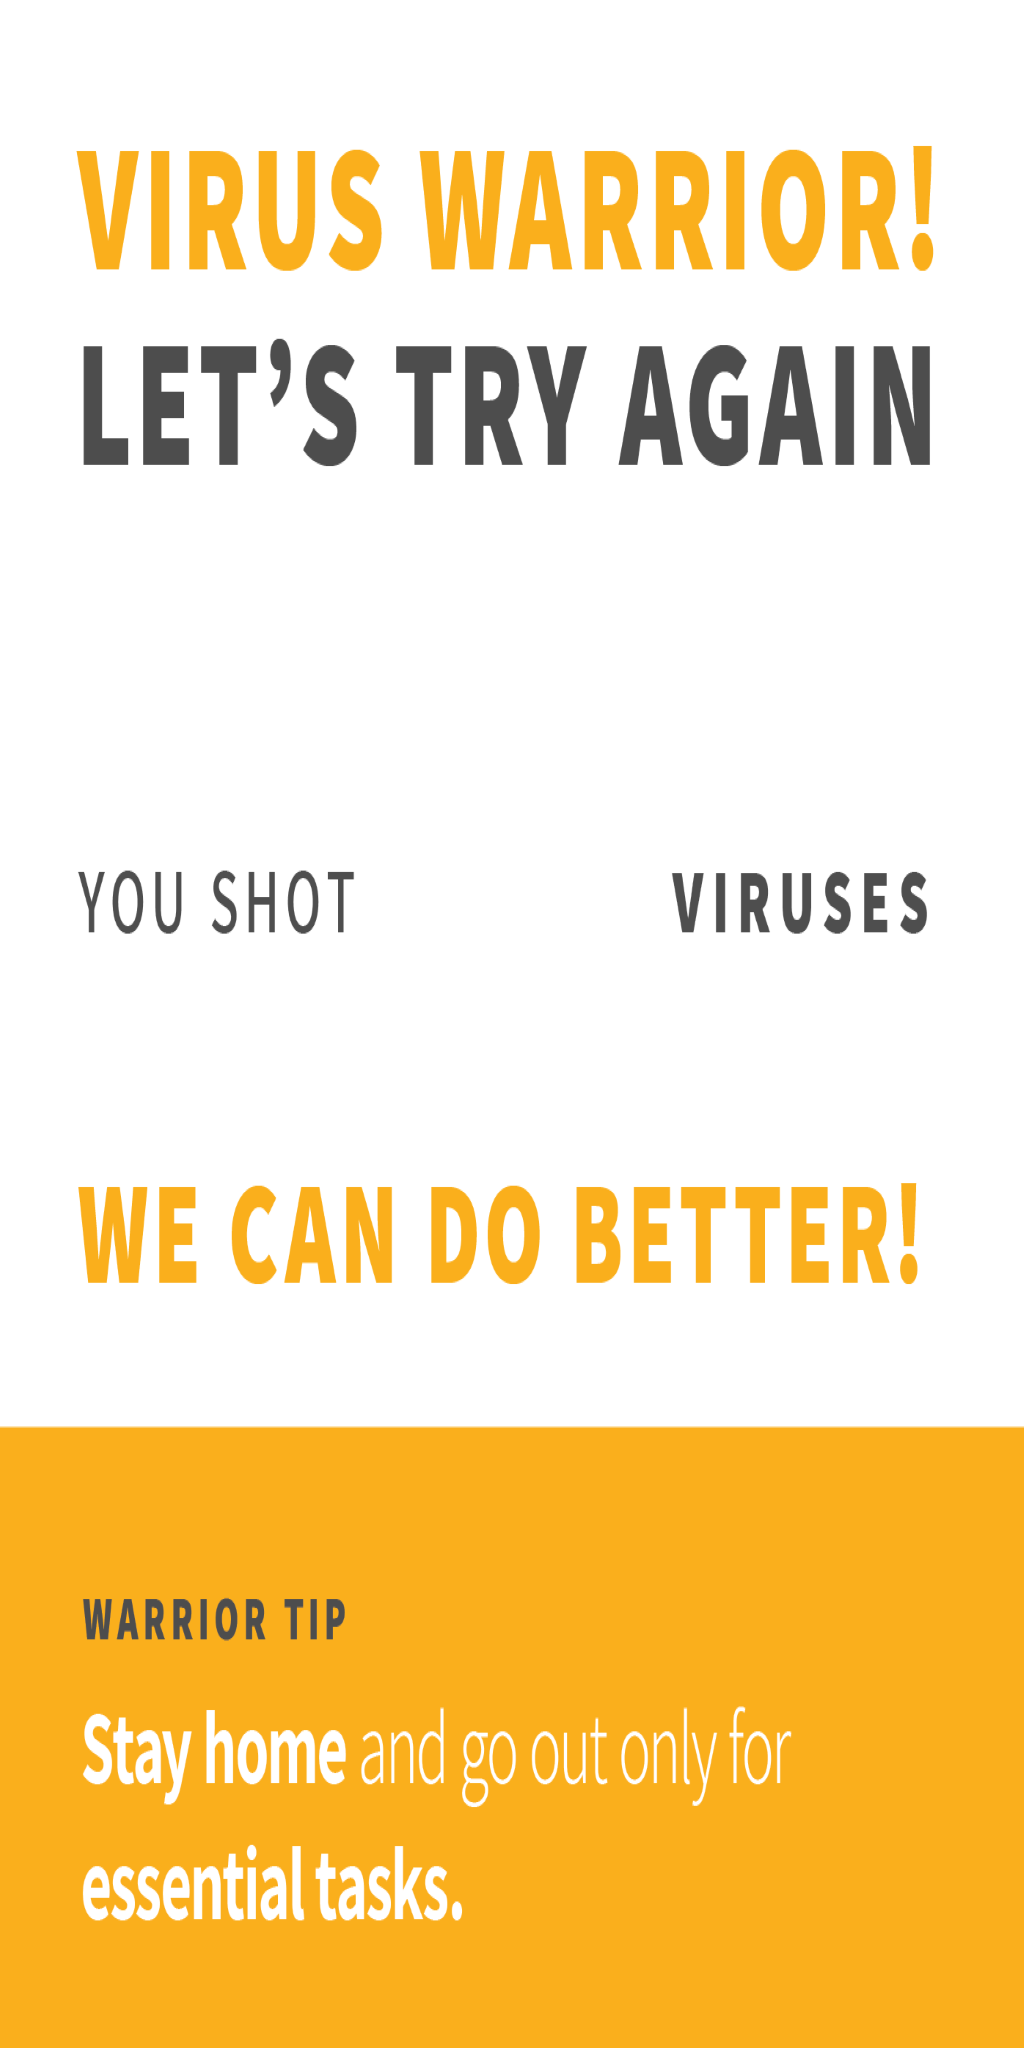 VIRUS WARRIOR!
LET’S TRY AGAIN
YOU SHOT VIRUSES
WE CAN DO BETTER!
WARRIOR TIP
Stay home and go out only for
essential tasks.